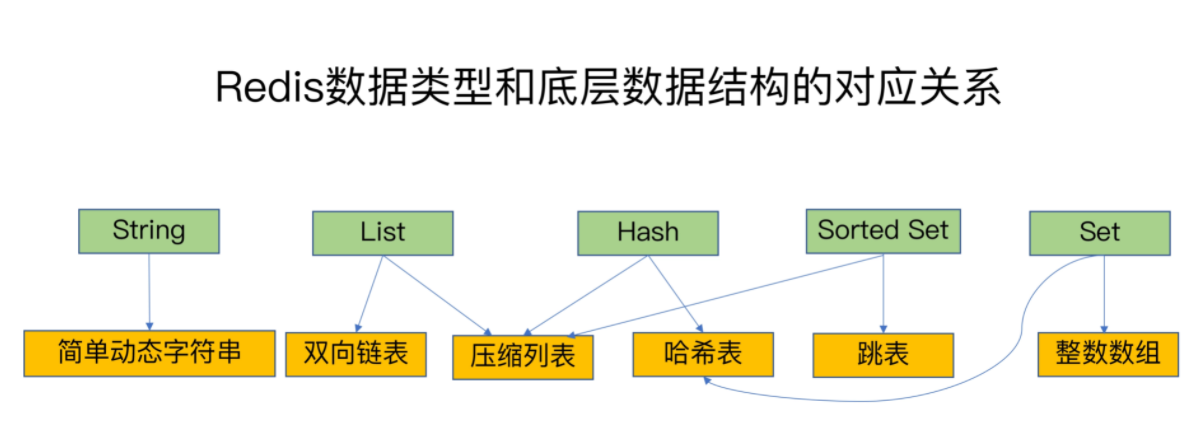 Redis数据类型和底层数据结构的对应关系
String
List
Hash
Sorted Set
Set
简单动态字符串
双向链表
压缩列表
哈希表
跳表
整数数组